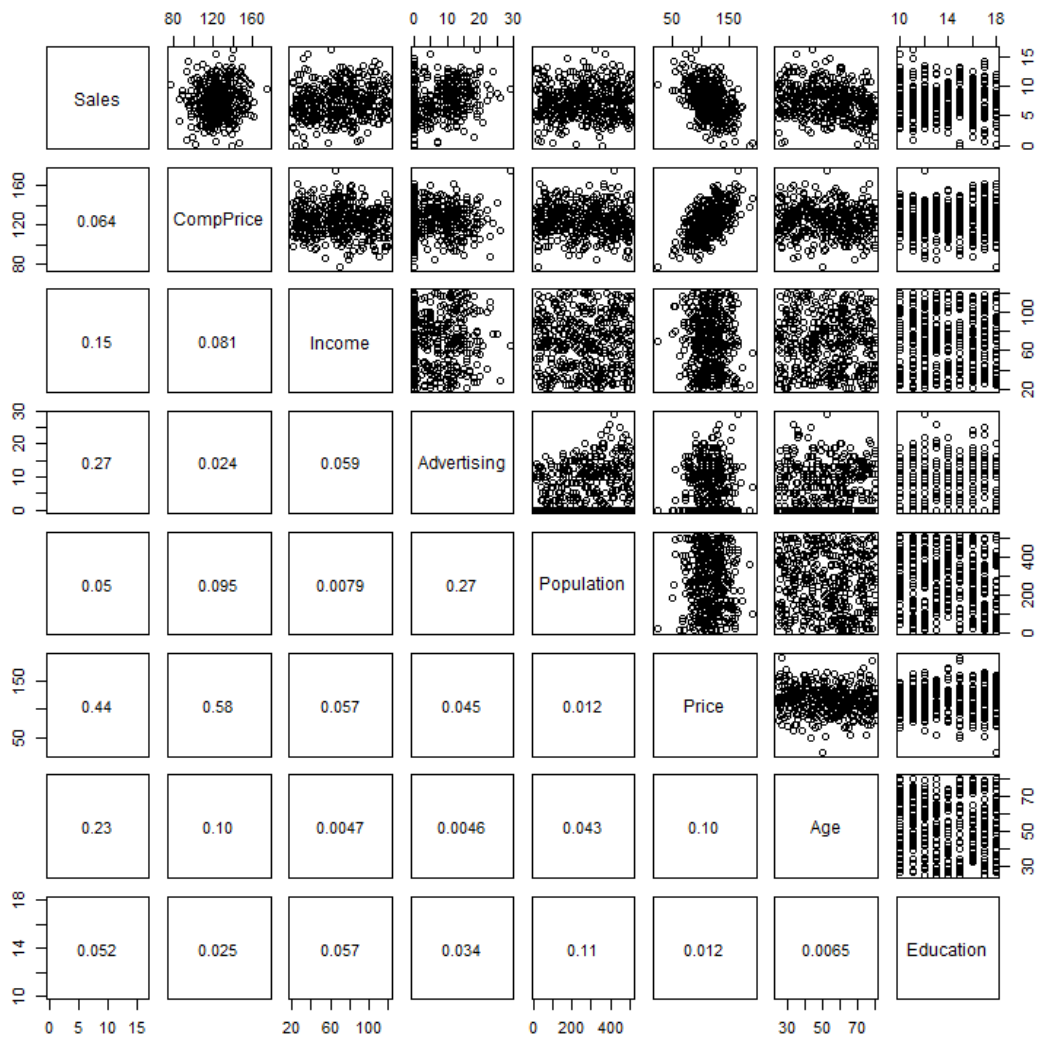 80 120 160 0 10 20 30 50 150 10 14 18
Sales 0 5 10 15
80 120 160 0.064 CompPrice
0.15 0.081 Income 20 60 100
0 10 20 30 0.27 0.024 0.059 Advertising
0.05 0.095 0.0079 0.27 Population 0 200 400
50 150 0.44 0.58 0.057 0.045 0.012 Price
0.23 0.10 0.0047 0.0046 0.043 0.10 Age 30 50 70
10 14 18 0.052 0.025 0.057 0.034 0.11 0.012 0.0065 Education
0 5 10 15 20 60 100 0 200 400 30 50 70